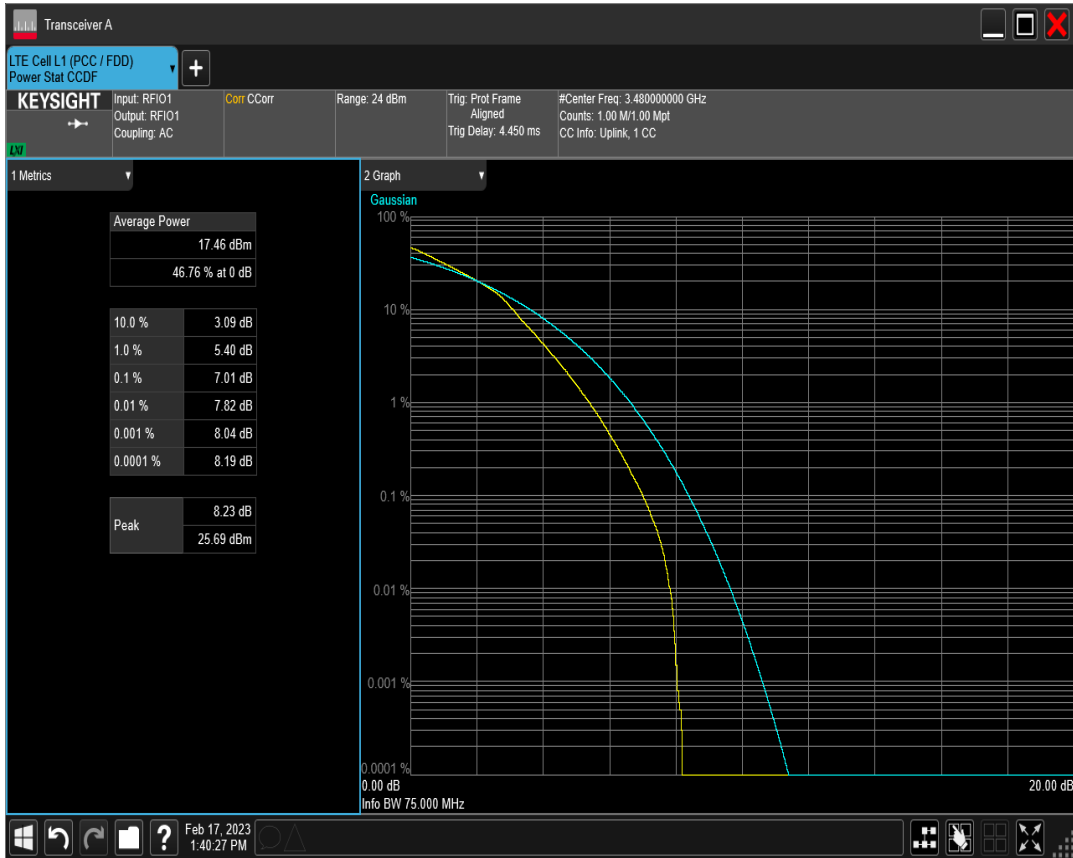 Transceiver A
LTE Cell L1 (PCC / FDD)
Power Stat CCDF
+
KEYSIGHT
LXI
Input: RFIO1
Output: RFIO1
Coupling: AC
Corr CCorr
Range: 24 dBm
Trig: Prot Frame
Aligned
Trig Delay: 4.450 ms
#Center Freq: 3.480000000 GHz
Counts: 1.00 M/1.00 Mpt
CC Info: Uplink, 1 CC
1 Metrics
Average Power
17.46 dBm
46.76 % at 0 dB
10.0 % 3.09 dB
1.0 % 5.40 dB
0.1 % 7.01 dB
0.01 % 7.82 dB
0.001 % 8.04 dB
0.0001 % 8.19 dB
Peak 8.23 dB
25.69 dBm
2 Graph
Gaussian
100 %
10 %
1 %
0.1 %
0.01 %
0.001 %
0.0001 %
0.00 dB 20.00 dB
Info BW 75.000 MHz
? Feb 17, 2023
1:40:27 PM